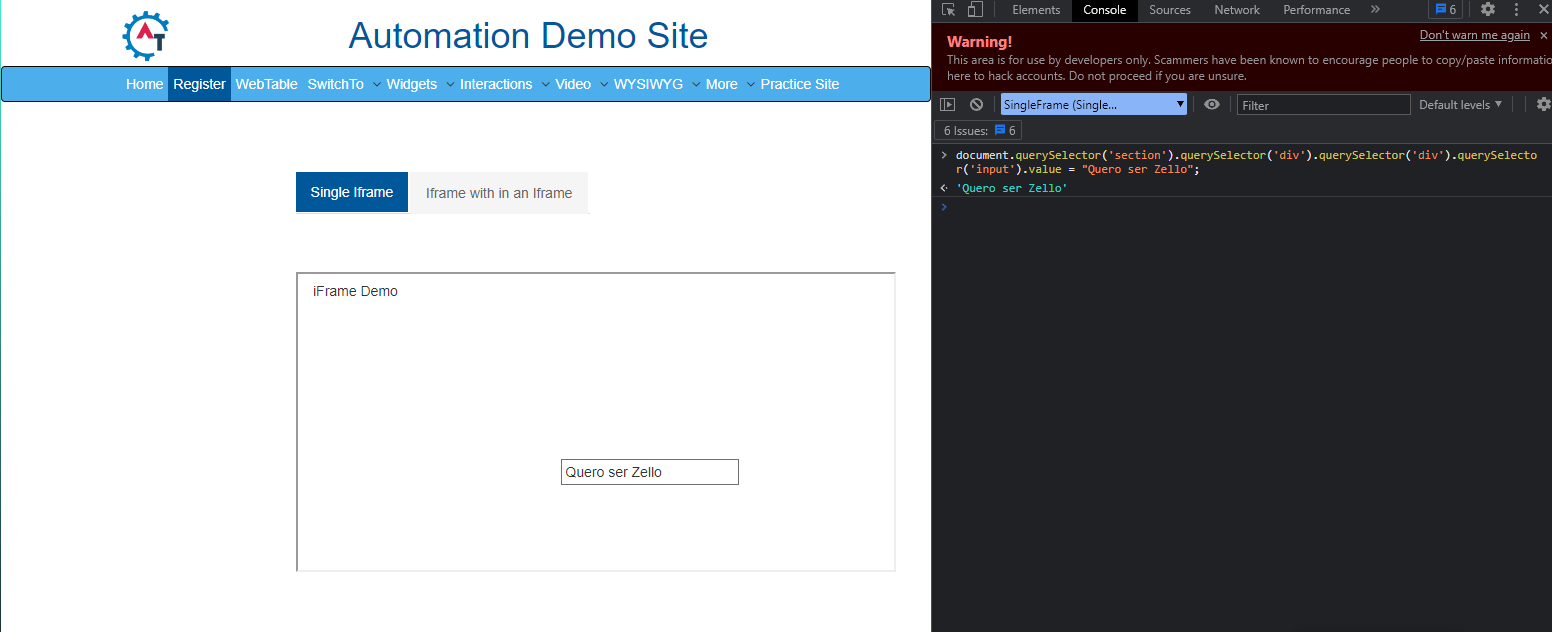 AT
Automation Demo Site
Home Register WebTable SwitchTo Widgets Interactions Video WYSIWYG More Practice Site
Single Iframe Iframe with in an Iframe
iFrame Demo
Quero ser Zello
Elements Console Sources Network Performance » 6
Warning! Don't warn me again ×
This area is for use by developers only. Scammers have been known to encourage people to copy/paste informatio
here to hack accounts. Do not proceed if you are unsure.
SingleFrame (Single... Filter Default levels
6 Issues: 6
document.querySelector('section').querySelector('div').querySelector('div').querySelecto
r('input').value = "Quero ser Zello";
'Quero ser Zello'